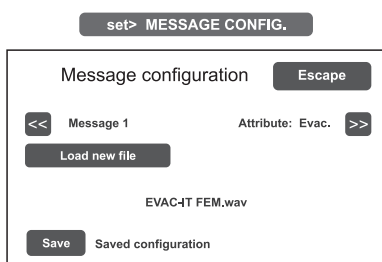 set> MESSAGE CONFIG.
Message configuration Escape
<< Message 1 Attribute: Evac. >>
Load new file
EVAC-IT FEM.wav
Save Saved configuration